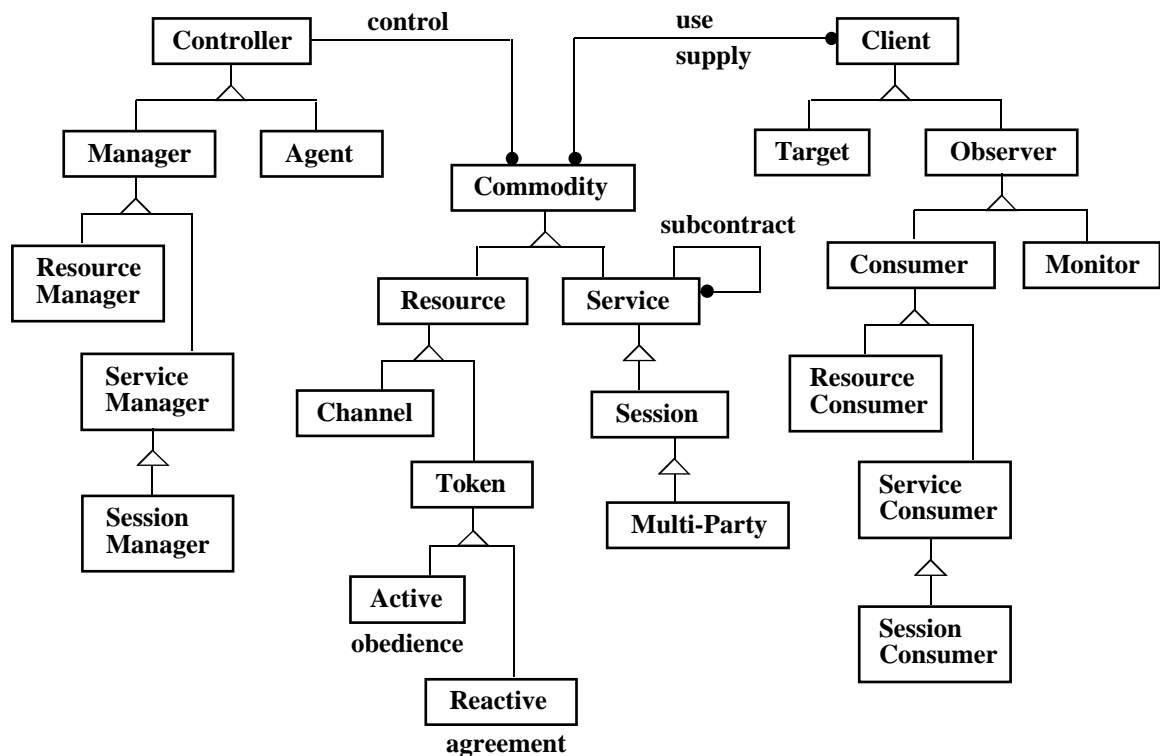 control
use
Controller
Client
supply
Manager
Agent
Target
Observer
Commodity
subcontract
Resource
Manager
Resource
Service
Consumer
Monitor
Service
Manager
Channel
Session
Resource
Consumer
Token
Service
Consumer
Session
Manager
Multi-Party
Active
obedience
Session
Consumer
Reactive
agreement